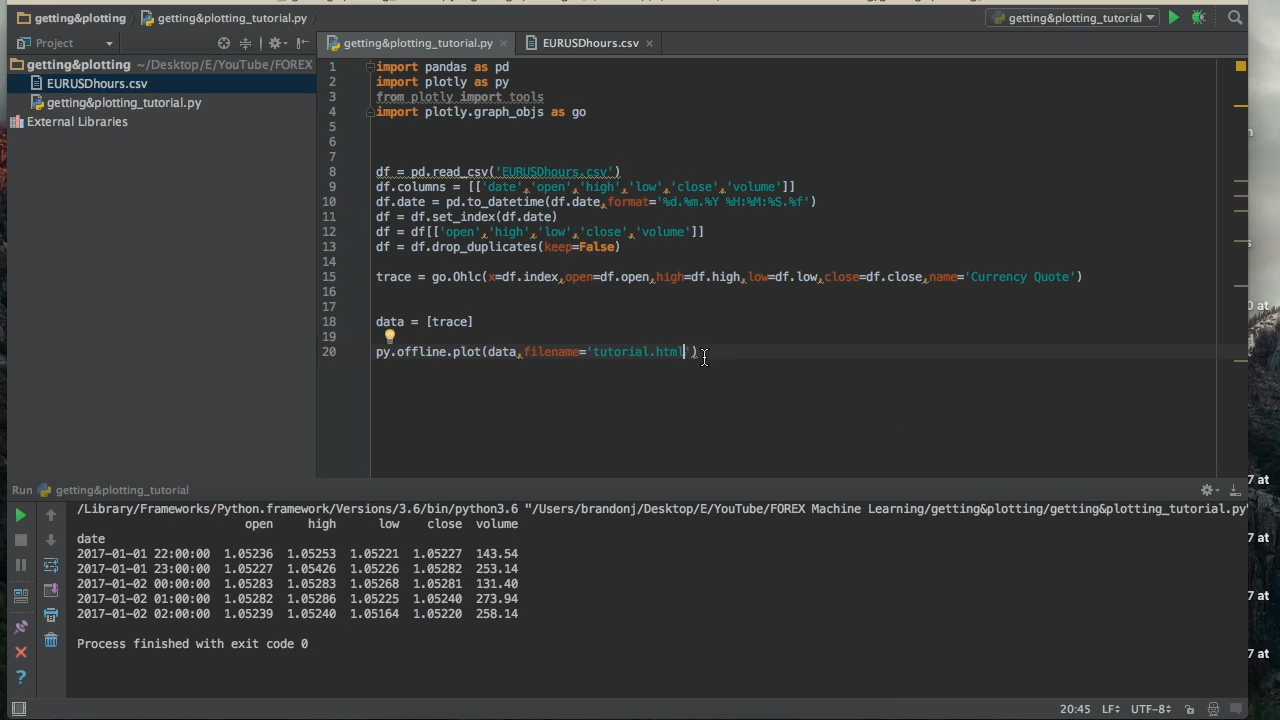 getting&plotting getting&plotting_tutorial.py getting&plotting_tutorial
Project getting&plotting_tutorial.py EURUSDhours.csv
getting&plotting ~/Desktop/E/YouTube/FOREX
EURUSDhours.csv
getting&plotting_tutorial.py
External Libraries
1 import pandas as pd
2 import plotly as py
3 from plotly import tools
4 import plotly.graph_objs as go
5
6
7
8 df = pd.read_csv('EURUSDhours.csv')
9 df.columns = [['date','open','high','low','close','volume']]
10 df.date = pd.to_datetime(df.date,format='%d.%m.%Y %H:%M:%S.%f')
11 df = df.set_index(df.date)
12 df = df[['open','high','low','close','volume']]
13 df = df.drop_duplicates(keep=False)
14
15 trace = go.Ohlc(x=df.index,open=df.open,high=df.high,low=df.low,close=df.close,name='Currency Quote')
16
17
18 data = [trace]
19
20 py.offline.plot(data,filename='tutorial.html')
Run getting&plotting_tutorial
/Library/Frameworks/Python.framework/Versions/3.6/bin/python3.6 "/Users/brandonj/Desktop/E/YouTube/FOREX Machine Learning/getting&plotting/getting&plotting_tutorial.py"
open high low close volume
date
2017-01-01 22:00:00 1.05236 1.05253 1.05221 1.05227 143.54
2017-01-01 23:00:00 1.05227 1.05426 1.05226 1.05282 253.14
2017-01-02 00:00:00 1.05283 1.05283 1.05268 1.05281 131.40
2017-01-02 01:00:00 1.05282 1.05286 1.05225 1.05240 273.94
2017-01-02 02:00:00 1.05239 1.05240 1.05164 1.05220 258.14
Process finished with exit code 0
20:45 LF÷ UTF-8÷
0 at
7 at
7 at
7 at
7 at